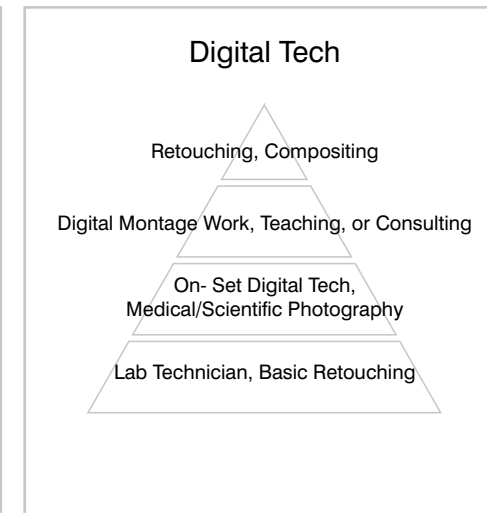 Digital Tech
Retouching, Compositing
Digital Montage Work, Teaching, or Consulting
On- Set Digital Tech,
Medical/Scientific Photography
Lab Technician, Basic Retouching